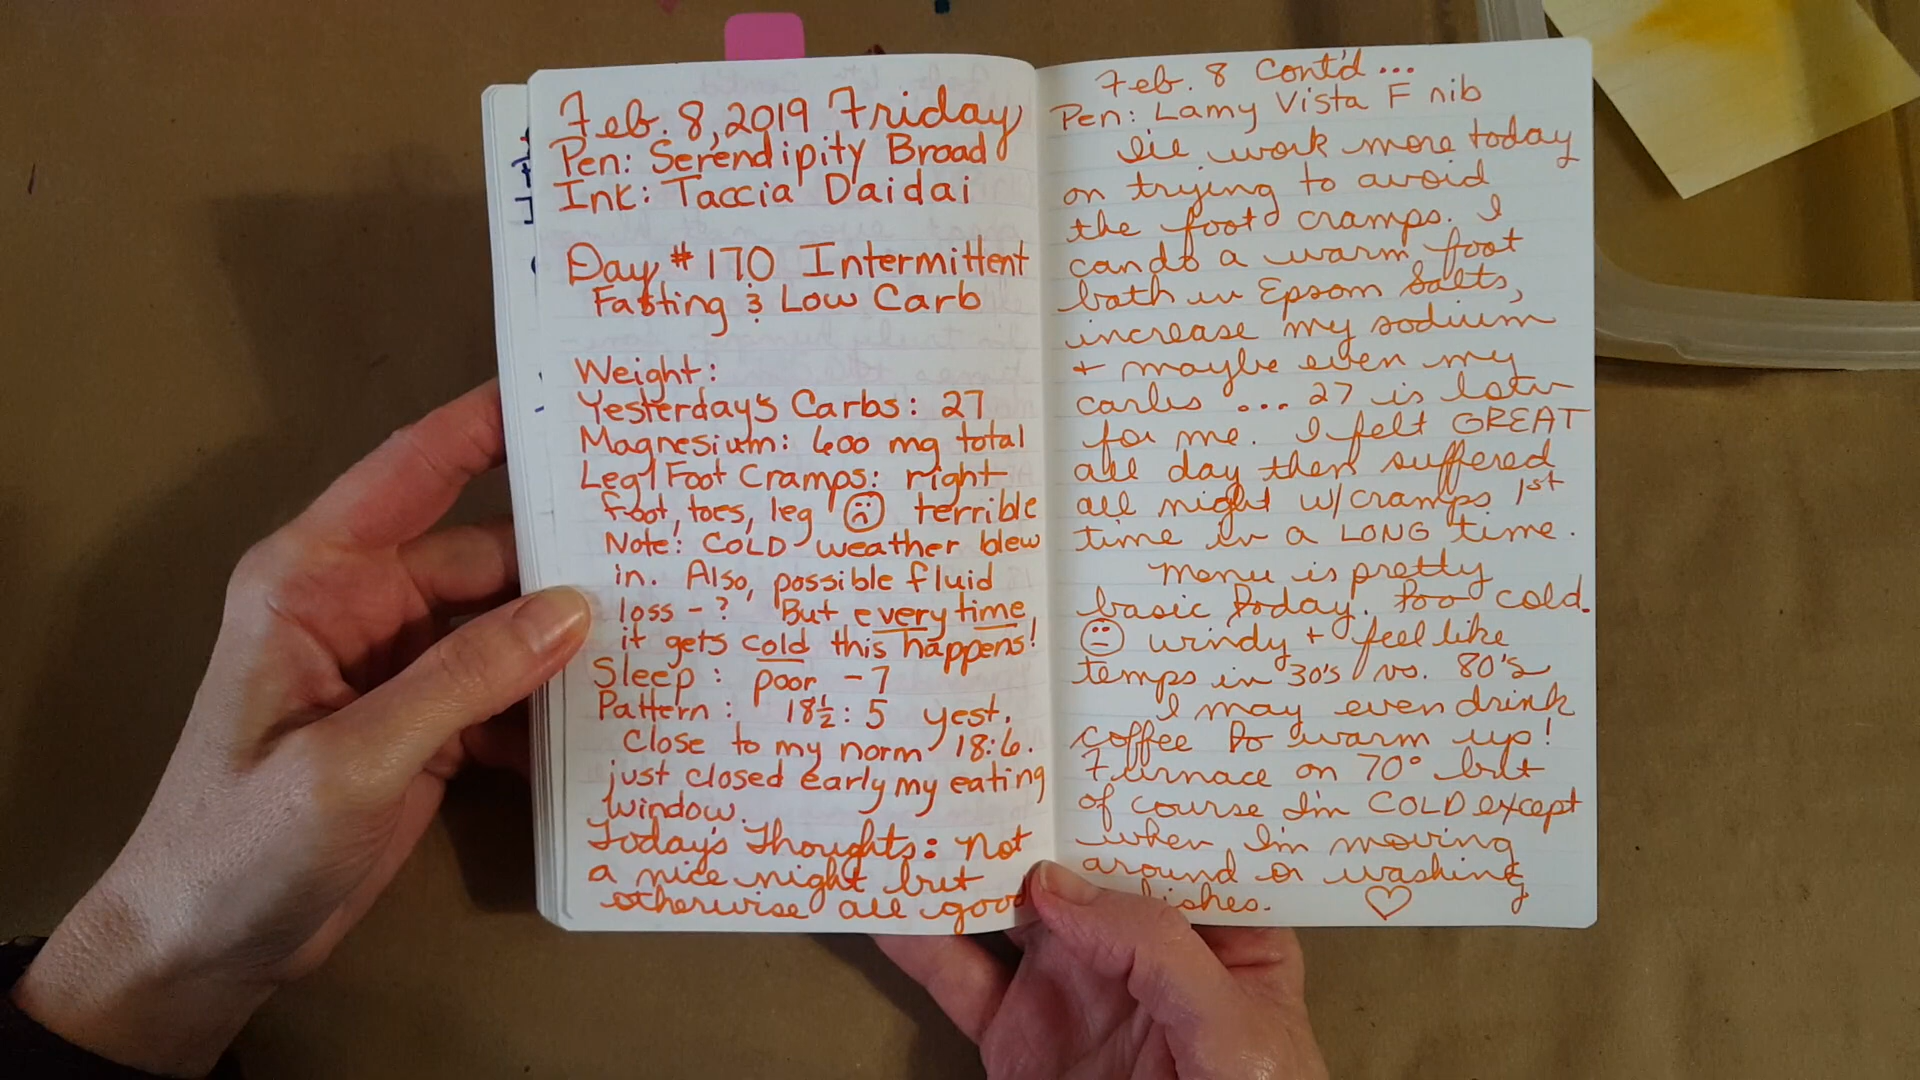 Feb. 8, 2019 Friday
Pen: Serendipity Broad
Ink: Taccia Daidai
Day #170 Intermittent
Fasting & Low Carb
Weight:
Yesterday's Carbs: 27
Magnesium: 600 mg total
Leg/Foot Cramps: right
foot, toes, leg ☹ terrible
Note: COLD weather blew
in. Also, possible fluid
loss - ? But every time
it gets cold this happens!
Sleep: poor - 7
Pattern: 18½:5 yest.
Close to my norm 18:6.
just closed early my eating
window.
Today's Thoughts: Not
a nice night but
otherwise all good
Feb. 8 Cont'd ...
Pen: Lamy Vista F nib
I'll work more today
on trying to avoid
the foot cramps. I
can do a warm foot
bath in Epsom Salts,
increase my sodium
+ maybe even my
carbs ... 27 is low
for me. I felt GREAT
all day then suffered
all night w/cramps 1st
time in a LONG time.
Menu is pretty
basic today. Too cold.
☹ windy + feel like
temps in 30's vs. 80's
I may even drink
coffee to warm up!
Furnace on 70° but
of course I'm COLD except
when I'm moving
around or washing
ishes. ♡